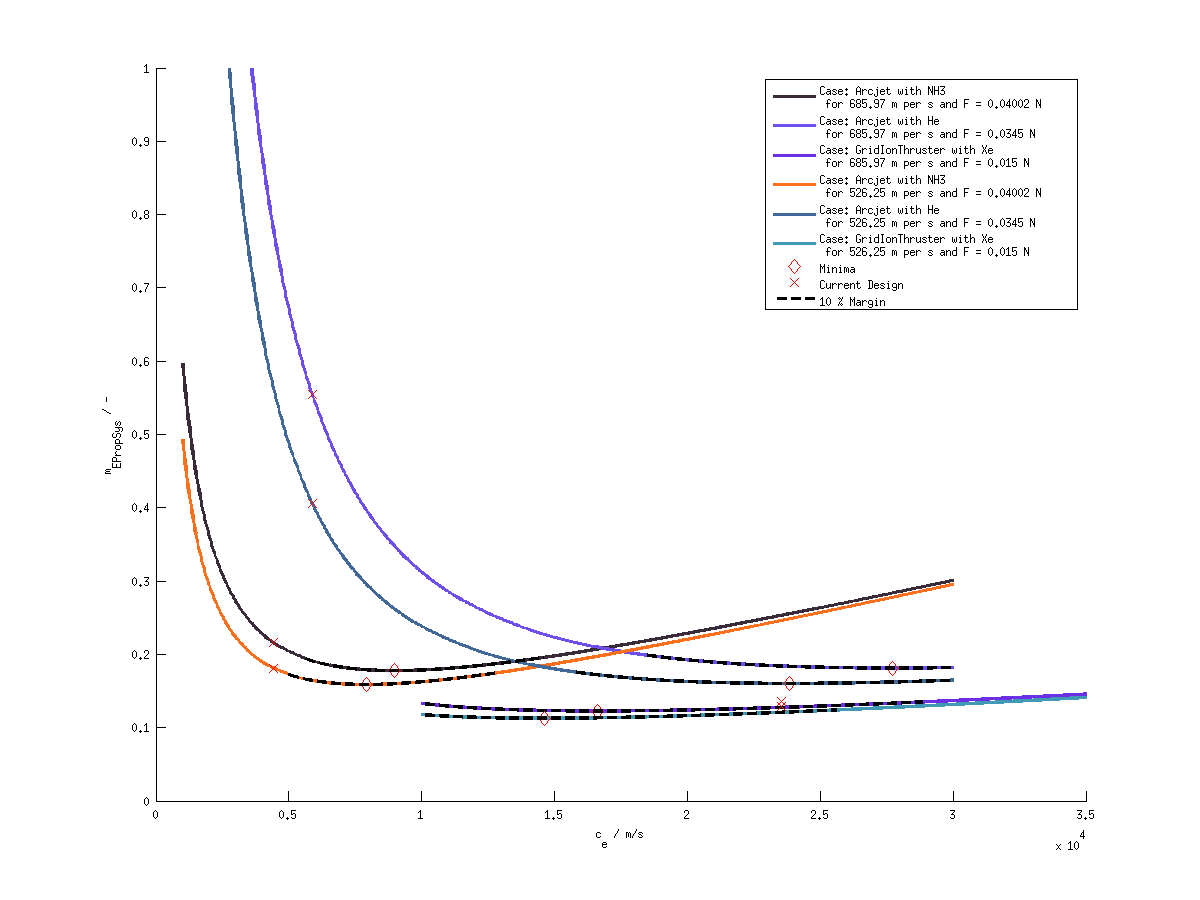 1
0.9
0.8
0.7
0.6
0.5
0.4
0.3
0.2
0.1
0
m EPropSys / -
Case: Arcjet with NH3
for 685.97 m per s and F = 0.04002 N
Case: Arcjet with He
for 685.97 m per s and F = 0.0345 N
Case: GridIonThruster with Xe
for 685.97 m per s and F = 0.015 N
Case: Arcjet with NH3
for 526.25 m per s and F = 0.04002 N
Case: Arcjet with He
for 526.25 m per s and F = 0.0345 N
Case: GridIonThruster with Xe
for 526.25 m per s and F = 0.015 N
Minima
Current Design
10 % Margin
0 0.5 1 1.5 2 2.5 3 3.5
c e / m/s
x 10 4